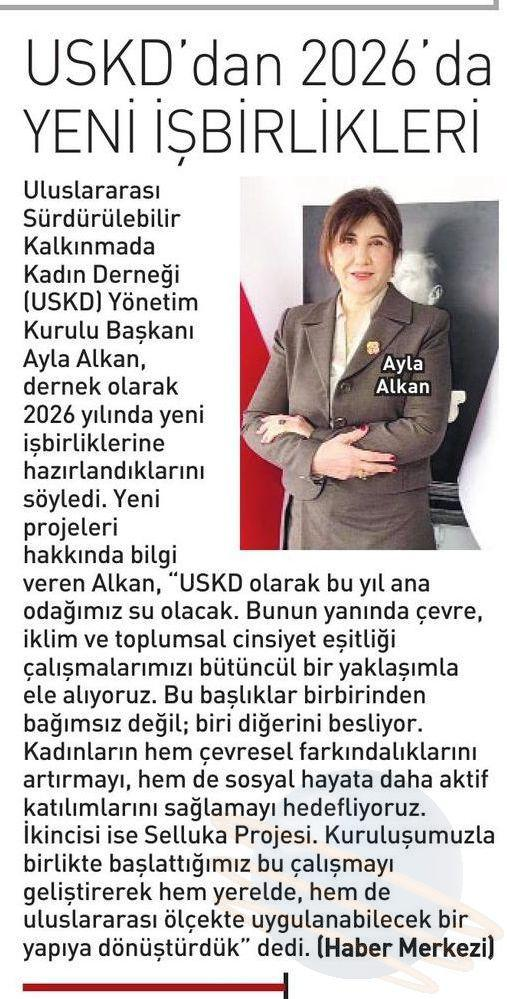 USKD'dan 2026'da
YENİ İŞBİRLİKLERİ
Uluslararası
Sürdürülebilir
Kalkınmada
Kadın Derneği
(USKD) Yönetim
Kurulu Başkanı
Ayla Alkan,
dernek olarak
2026 yılında yeni
işbirliklerine
hazırlandıklarını
söyledi. Yeni
projeleri
hakkında bilgi
Ayla
Alkan
veren Alkan, “USKD olarak bu yıl ana
odağımız su olacak. Bunun yanında çevre,
iklim ve toplumsal cinsiyet eşitliği
çalışmalarımızı bütüncül bir yaklaşımla
ele alıyoruz. Bu başlıklar birbirinden
bağımsız değil; biri diğerini besliyor.
Kadınların hem çevresel farkındalıklarını
artırmayı, hem de sosyal hayata daha aktif
katılımlarını sağlamayı hedefliyoruz.
İkincisi ise Selluka Projesi. Kuruluşumuzla
birlikte başlattığımız bu çalışmayı
geliştirerek hem yerelde, hem de
uluslararası ölçekte uygulanabilecek bir
yapıya dönüştürdük” dedi. (Haber Merkezi)